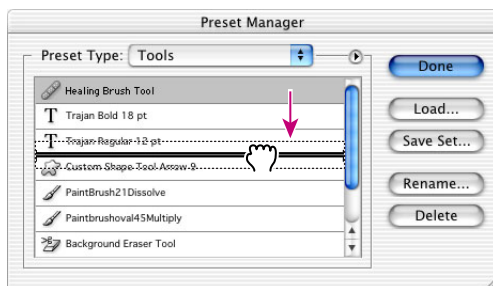 Preset Manager
Preset Type: Tools
Done
Healing Brush Tool
Load...
T Trajan Bold 18 pt
Save Set...
T Trajan Regular 12 pt
Custom Shape Tool Arrow 9
Rename...
PaintBrush21Dissolve
Delete
Paintbrushoval45Multiply
Background Eraser Tool